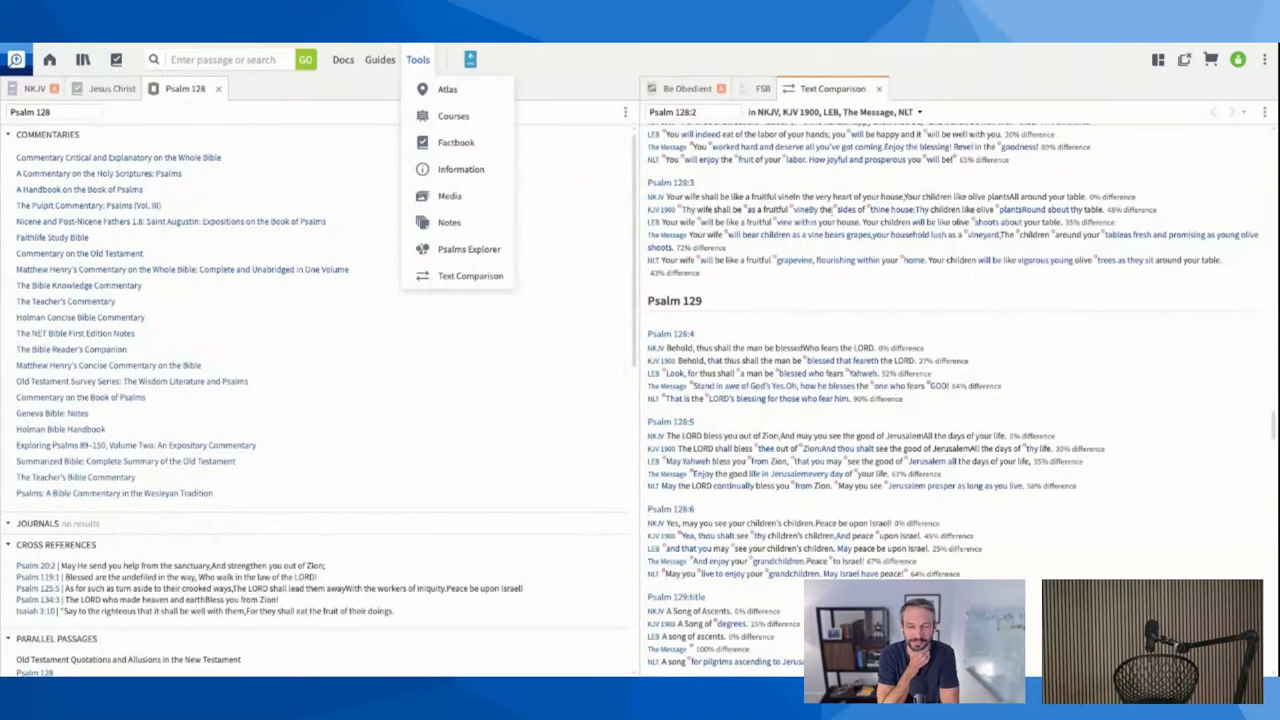 Enter passage or search
GO
Docs
Guides
Tools
NKJV A
Jesus Christ
Psalm 128
Psalm 128
COMMENTARIES
Commentary Critical and Explanatory on the Whole Bible
A Commentary on the Holy Scriptures: Psalms
A Handbook on the Book of Psalms
The Pulpit Commentary: Psalms (Vol. III)
Nicene and Post-Nicene Fathers 1.8: Saint Augustin: Expositions on the Book of Psalms
Faithlife Study Bible
Commentary on the Old Testament
Matthew Henry's Commentary on the Whole Bible: Complete and Unabridged in One Volume
The Bible Knowledge Commentary
The Teacher's Commentary
Holman Concise Bible Commentary
The NET Bible First Edition Notes
The Bible Reader's Companion
Matthew Henry's Concise Commentary on the Bible
Old Testament Survey Series: The Wisdom Literature and Psalms
Commentary on the Book of Psalms
Geneva Bible: Notes
Holman Bible Handbook
Exploring Psalms 89–150, Volume Two: An Expository Commentary
Summarized Bible: Complete Summary of the Old Testament
The Teacher's Bible Commentary
Psalms: A Bible Commentary in the Wesleyan Tradition
JOURNALS no results
CROSS REFERENCES
Psalm 20:2 | May He send you help from the sanctuary,And strengthen you out of Zion;
Psalm 119:1 | Blessed are the undefiled in the way, Who walk in the law of the LORD!
Psalm 125:5 | As for such as turn aside to their crooked ways,The LORD shall lead them awayWith the workers of iniquity.Peace be upon Israel!
Psalm 134:3 | The LORD who made heaven and earthBless you from Zion!
Isaiah 3:10 | "Say to the righteous that it shall be well with them,For they shall eat the fruit of their doings.
PARALLEL PASSAGES
Old Testament Quotations and Allusions in the New Testament
Psalm 128
Atlas
Courses
Factbook
Information
Media
Notes
Psalms Explorer
Text Comparison
Be Obedient A
FSB
Text Comparison
Psalm 128:2
in NKJV, KJV 1900, LEB, The Message, NLT
LEB "You will indeed eat of the labor of your hands; you will be happy and it will be well with you. 20% difference
The Message You worked hard and deserve all you've got coming.Enjoy the blessing! Revel in the goodness! 89% difference
NLT You will enjoy the fruit of your labor. How joyful and prosperous you will be! 65% difference
Psalm 128:3
NKJV Your wife shall be like a fruitful vineIn the very heart of your house,Your children like olive plantsAll around your table. 0% difference
KJV 1900 Thy wife shall be as a fruitful vineBy the sides of thine house:Thy children like olive plantsRound about thy table. 48% difference
LEB Your wife will be like a fruitful vine within your house. Your children will be like olive shoots about your table. 35% difference
The Message Your wife will bear children as a vine bears grapes,your household lush as a vineyard,The children around your tableas fresh and promising as young olive
shoots. 72% difference
NLT Your wife will be like a fruitful grapevine, flourishing within your home. Your children will be like vigorous young olive trees as they sit around your table.
43% difference
Psalm 129
Psalm 128:4
NKJV Behold, thus shall the man be blessedWho fears the LORD. 0% difference
KJV 1900 Behold, that thus shall the man be blessed that feareth the LORD. 27% difference
LEB Look, for thus shall a man be blessed who fears Yahweh. 52% difference
The Message Stand in awe of God's Yes.Oh, how he blesses the one who fears GOD! 84% difference
NLT That is the LORD's blessing for those who fear him. 90% difference
Psalm 128:5
NKJV The LORD bless you out of Zion,And may you see the good of JerusalemAll the days of your life. 0% difference
KJV 1900 The LORD shall bless thee out of Zion:And thou shalt see the good of JerusalemAll the days of thy life. 30% difference
LEB May Yahweh bless you from Zion, that you may see the good of Jerusalem all the days of your life, 35% difference
The Message Enjoy the good life in Jerusalemevery day of your life. 67% difference
NLT May the LORD continually bless you from Zion. May you see Jerusalem prosper as long as you live. 58% difference
Psalm 128:6
NKJV Yes, may you see your children's children.Peace be upon Israel! 0% difference
KJV 1900 Yea, thou shalt see thy children's children,And peace upon Israel. 45% difference
LEB and that you may see your children's children. May peace be upon Israel. 25% difference
The Message And enjoy your grandchildren.Peace to Israel! 67% difference
NLT May you live to enjoy your grandchildren. May Israel have peace! 64% difference
Psalm 129:title
NKJV A Song of Ascents. 0% difference
KJV 1900 A Song of degrees. 25% difference
LEB A song of ascents. 0% difference
The Message 100% difference
NLT A song for pilgrims ascending to